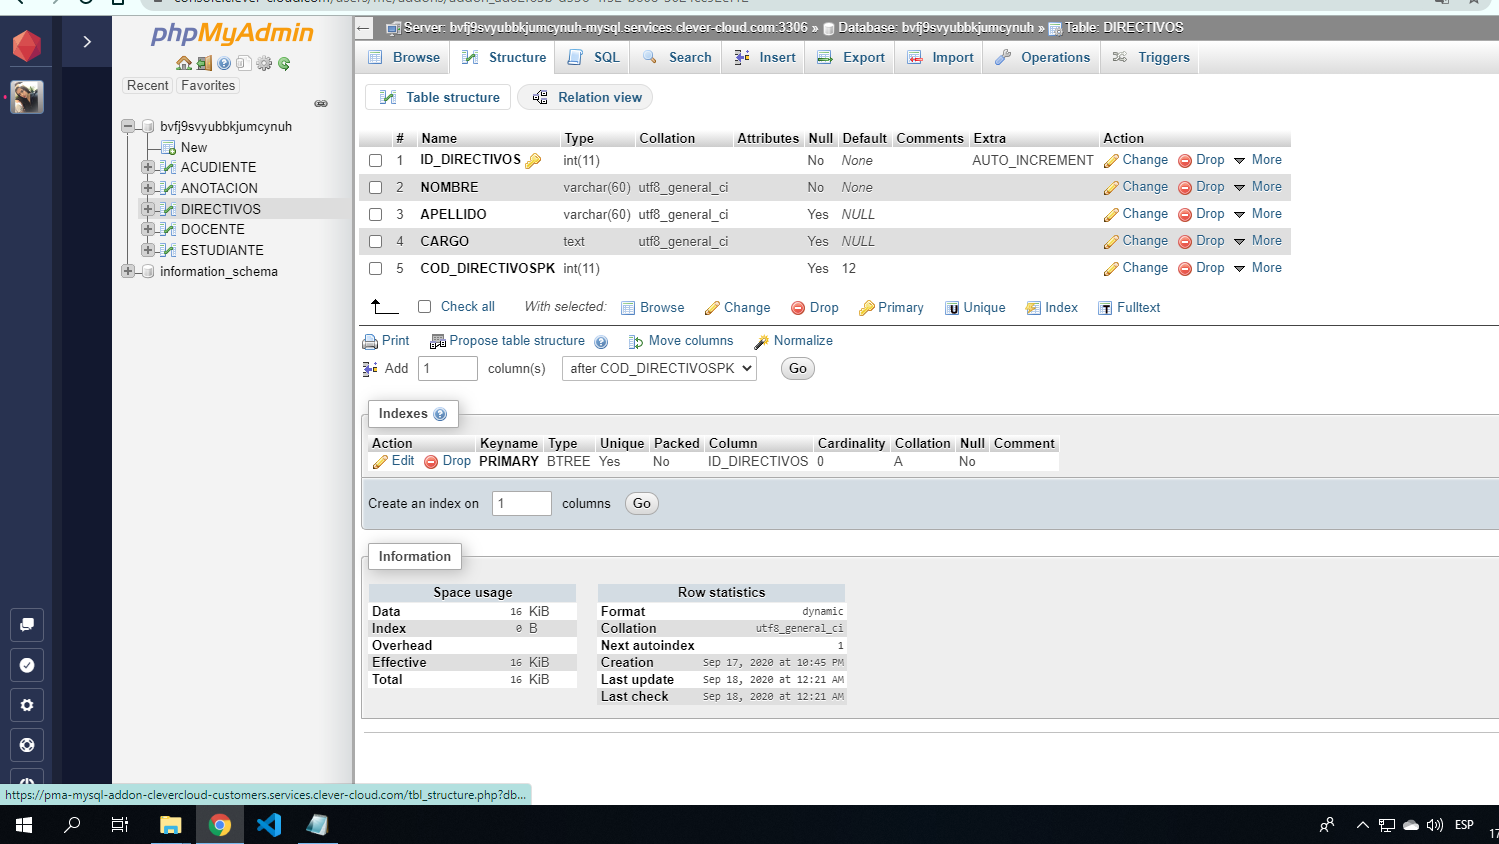 phpMyAdmin
Recent Favorites
bvfj9svyubbkjumcynuh
New
ACUDIENTE
ANOTACION
DIRECTIVOS
DOCENTE
ESTUDIANTE
information_schema
Server: bvfj9svyubbkjumcynuh-mysql.services.clever-cloud.com:3306 » Database: bvfj9svyubbkjumcynuh » Table: DIRECTIVOS
Browse Structure SQL Search Insert Export Import Operations Triggers
Table structure Relation view
# Name Type Collation Attributes Null Default Comments Extra Action
1 ID_DIRECTIVOS int(11) No None AUTO_INCREMENT Change Drop More
2 NOMBRE varchar(60) utf8_general_ci No None Change Drop More
3 APELLIDO varchar(60) utf8_general_ci Yes NULL Change Drop More
4 CARGO text utf8_general_ci Yes NULL Change Drop More
5 COD_DIRECTIVOSPK int(11) Yes 12 Change Drop More
Check all With selected: Browse Change Drop Primary Unique Index Fulltext
Print Propose table structure Move columns Normalize
Add 1 column(s) after COD_DIRECTIVOSPK Go
Indexes
Action Keyname Type Unique Packed Column Cardinality Collation Null Comment
Edit Drop PRIMARY BTREE Yes No ID_DIRECTIVOS 0 A No
Create an index on 1 columns Go
Information
Space usage
Data 16 KiB
Index 0 B
Overhead
Effective 16 KiB
Total 16 KiB
Row statistics
Format dynamic
Collation utf8_general_ci
Next autoindex 1
Creation Sep 17, 2020 at 10:45 PM
Last update Sep 18, 2020 at 12:21 AM
Last check Sep 18, 2020 at 12:21 AM
https://pma-mysql-addon-clevercloud-customers.services.clever-cloud.com/tbl_structure.php?db...
ESP
17